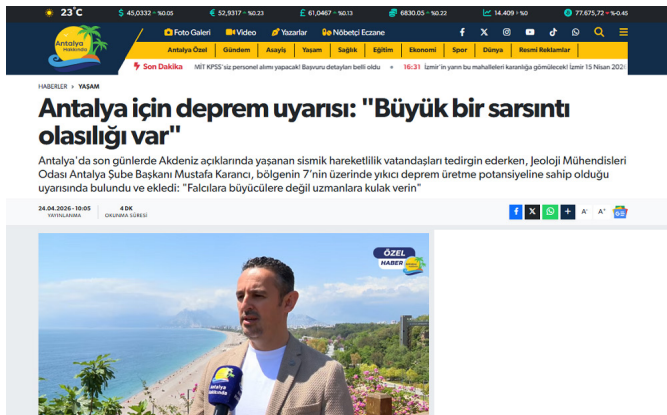 23°C
$ 45,0332 %0.05
€ 52,9317 %0.23
£ 61,0467 %0.13
6830.05 %0.22
14.409 %0
77.675,72 %-0.45
Antalya
Hakkında
Foto Galeri
Video
Yazarlar
Nöbetçi Eczane
Antalya Özel
Gündem
Asayiş
Yaşam
Sağlık
Eğitim
Ekonomi
Spor
Dünya
Resmi Reklamlar
Son Dakika
MİT KPSS'siz personel alımı yapacak! Başvuru detayları belli oldu
16:31 İzmir'in yarın bu mahalleleri karanlığa gömülecek! İzmir 15 Nisan 202
HABERLER > YAŞAM
Antalya için deprem uyarısı: "Büyük bir sarsıntı
olasılığı var"
Antalya'da son günlerde Akdeniz açıklarında yaşanan sismik hareketlilik vatandaşları tedirgin ederken, Jeoloji Mühendisleri
Odası Antalya Şube Başkanı Mustafa Karancı, bölgenin 7'nin üzerinde yıkıcı deprem üretme potansiyeline sahip olduğu
uyarısında bulundu ve ekledi: "Falcılara büyücülere değil uzmanlara kulak verin"
24.04.2026 - 10:05
YAYINLANMA
4 DK
OKUNMA SÜRESİ
A-
A+
ÖZEL
HABER
Antalya
Hakkında